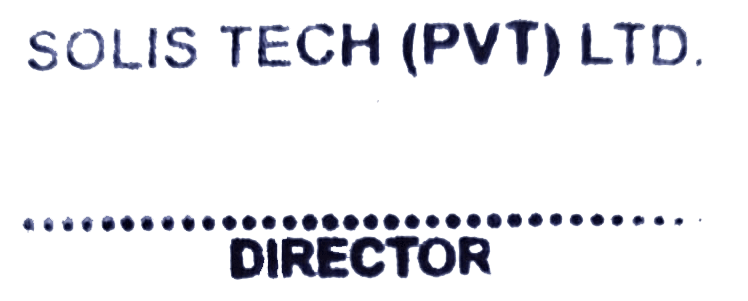 SOLIS TECH (PVT) LTD.
..................................
DIRECTOR